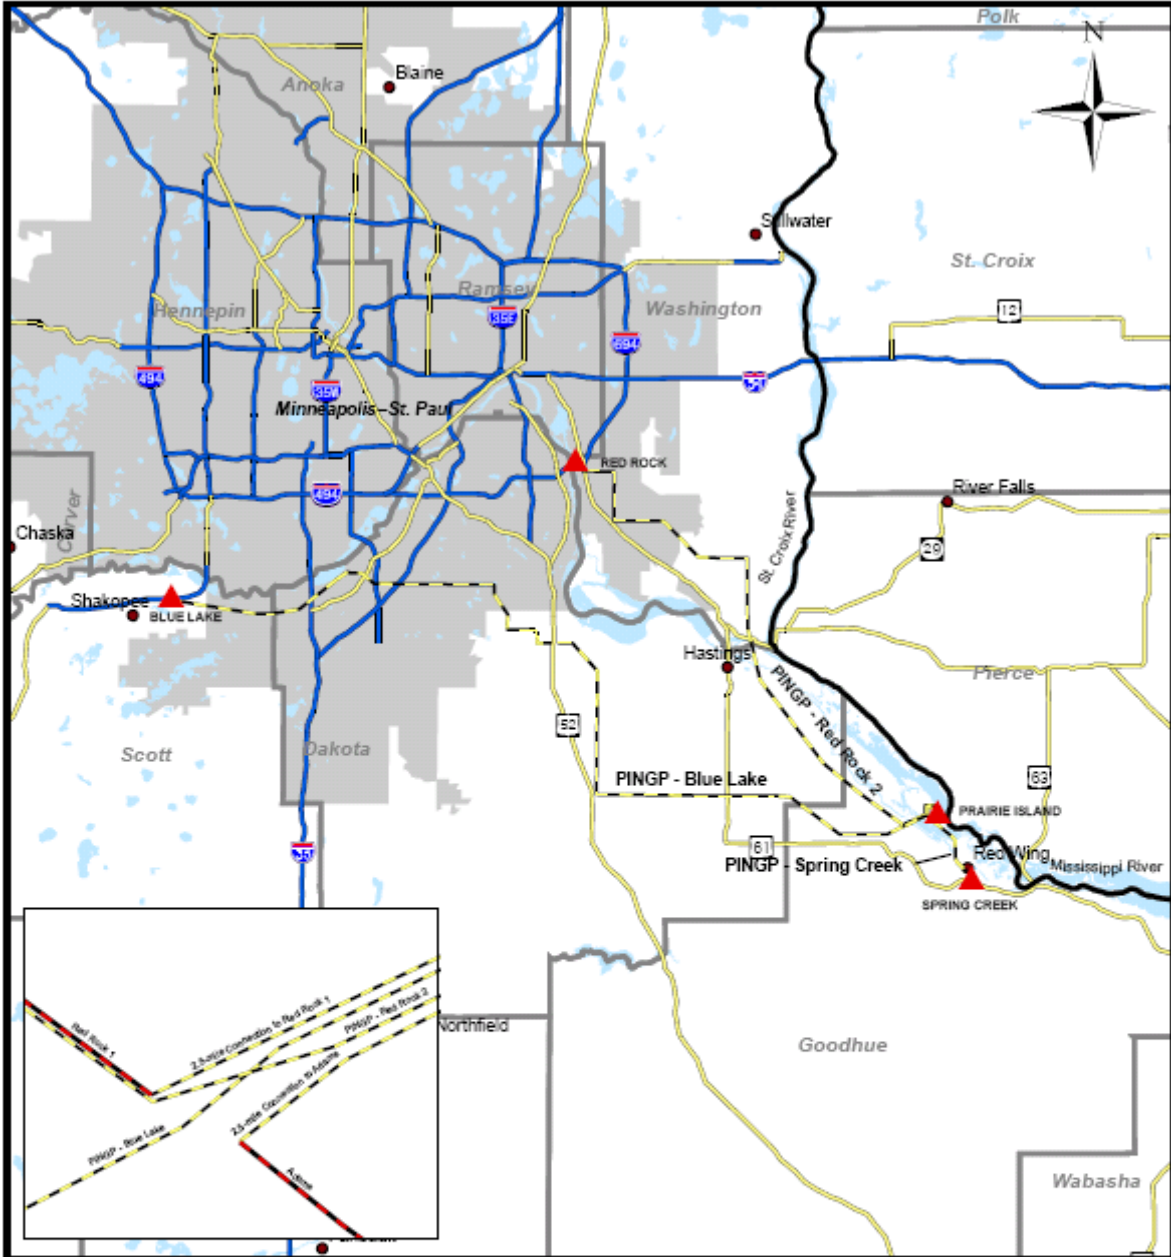 Polk
N
Blaine
Anoka
Stillwater
St. Croix
Hennepin
Ramsey
Washington
12
35E
694
494
35W
94
Minneapolis–St. Paul
RED ROCK
494
River Falls
Carver
Chaska
St. Croix River
29
Shakopee
BLUE LAKE
Hastings
Pierce
PINGP - Red Rock 2
52
Scott
Dakota
PINGP - Blue Lake
63
PRAIRIE ISLAND
35
61
Red Wing
PINGP - Spring Creek
Mississippi River
SPRING CREEK
2.5-mile Connection to Red Rock 1
PINGP - Red Rock 2
Red Rock 1
Northfield
Goodhue
2.5-mile Connection to Adams
PINGP - Blue Lake
Adams
Wabasha